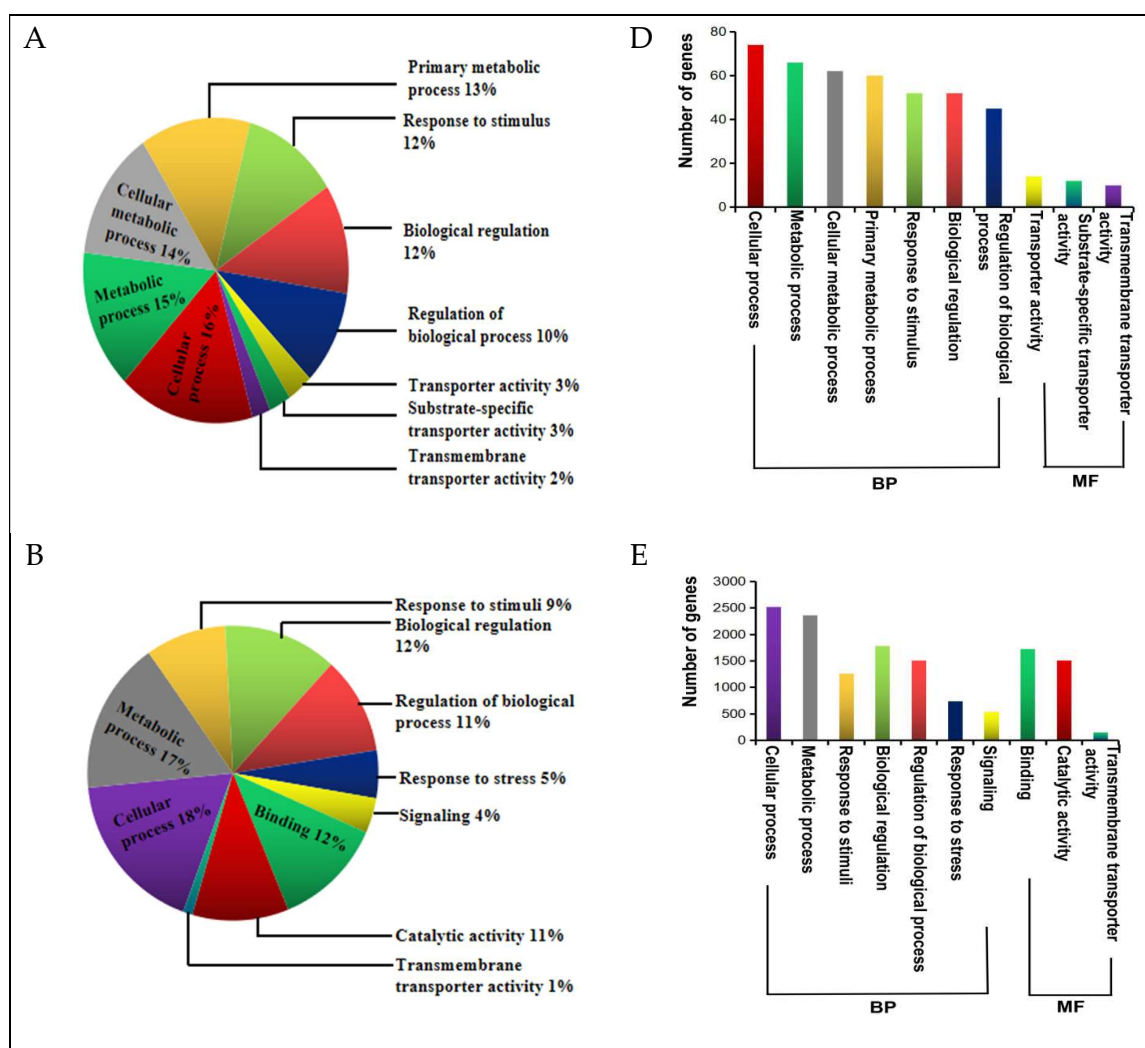 A
Primary metabolic
process 13%
Response to stimulus
12%
Biological regulation
12%
Regulation of
biological process 10%
Transporter activity 3%
Substrate-specific
transporter activity 3%
Transmembrane
transporter activity 2%
Cellular
process 16%
Metabolic
process 15%
Cellular
metabolic
process 14%
D
Number of genes
80
60
40
20
0
Cellular process
Metabolic process
Cellular metabolic process
Primary metabolic process
Response to stimulus
Biological regulation
Regulation of biological
process
Transporter activity
Substrate-specific transporter
activity
Transmembrane transporter
activity
BP
MF
B
Response to stimuli 9%
Biological regulation
12%
Regulation of biological
process 11%
Response to stress 5%
Signaling 4%
Binding 12%
Catalytic activity 11%
Transmembrane
transporter activity 1%
Cellular
process 18%
Metabolic
process 17%
E
Number of genes
3000
2500
2000
1500
1000
500
0
Cellular process
Metabolic process
Response to stimuli
Biological regulation
Regulation of biological process
Response to stress
Signaling
Binding
Catalytic activity
Transmembrane transporter
activity
BP
MF